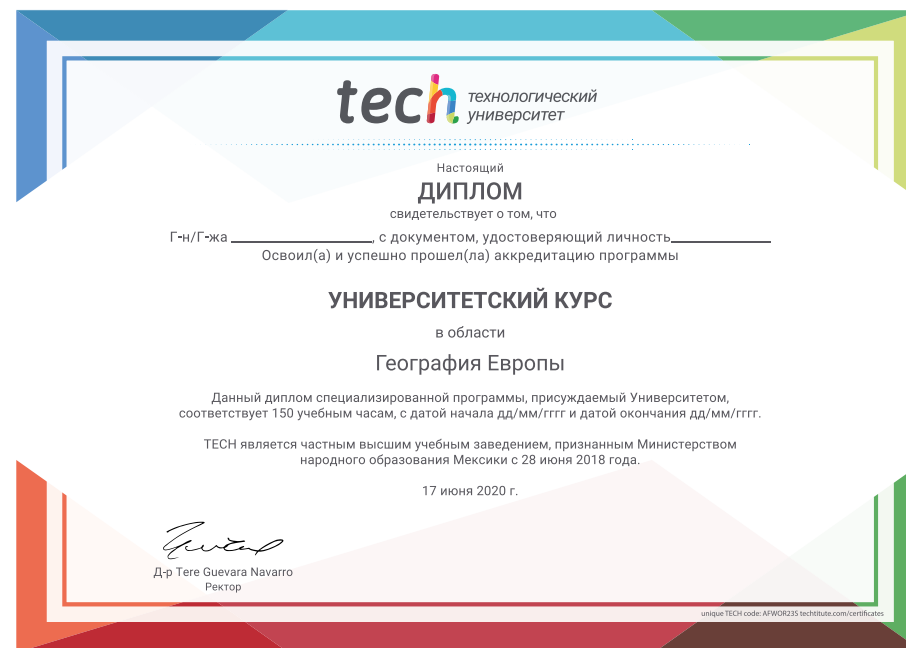 tech технологический
университет
Настоящий
ДИПЛОМ
свидетельствует о том, что
Г-н/Г-жа ____________________, с документом, удостоверяющий личность______________
Освоил(а) и успешно прошел(ла) аккредитацию программы
УНИВЕРСИТЕТСКИЙ КУРС
в области
География Европы
Данный диплом специализированной программы, присуждаемый Университетом,
соответствует 150 учебным часам, с датой начала дд/мм/гггг и датой окончания дд/мм/гггг.
TECH является частным высшим учебным заведением, признанным Министерством
народного образования Мексики с 28 июня 2018 года.
17 июня 2020 г.
Д-р Tere Guevara Navarro
Ректор
unique TECH code: AFWOR23S techtitute.com/certificates